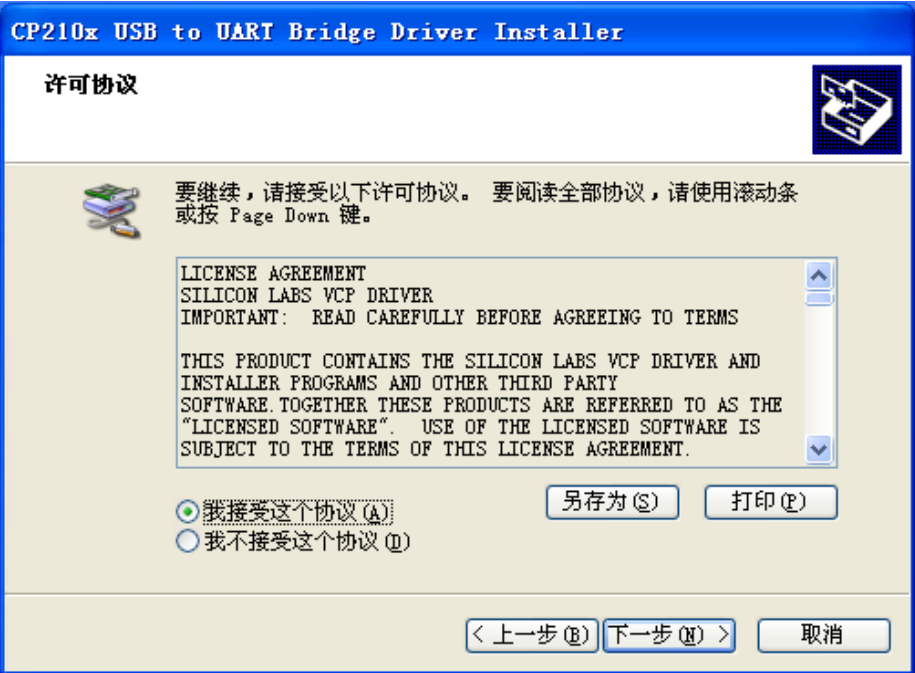 CP210x USB to UART Bridge Driver Installer
许可协议
要继续，请接受以下许可协议。 要阅读全部协议，请使用滚动条
或按 Page Down 键。
LICENSE AGREEMENT
SILICON LABS VCP DRIVER
IMPORTANT:  READ CAREFULLY BEFORE AGREEING TO TERMS
THIS PRODUCT CONTAINS THE SILICON LABS VCP DRIVER AND
INSTALLER PROGRAMS AND OTHER THIRD PARTY
SOFTWARE.TOGETHER THESE PRODUCTS ARE REFERRED TO AS THE
"LICENSED SOFTWARE".  USE OF THE LICENSED SOFTWARE IS
SUBJECT TO THE TERMS OF THIS LICENSE AGREEMENT.
我接受这个协议(A)
另存为(S)
打印(P)
我不接受这个协议(D)
< 上一步(B)
下一步(N) >
取消